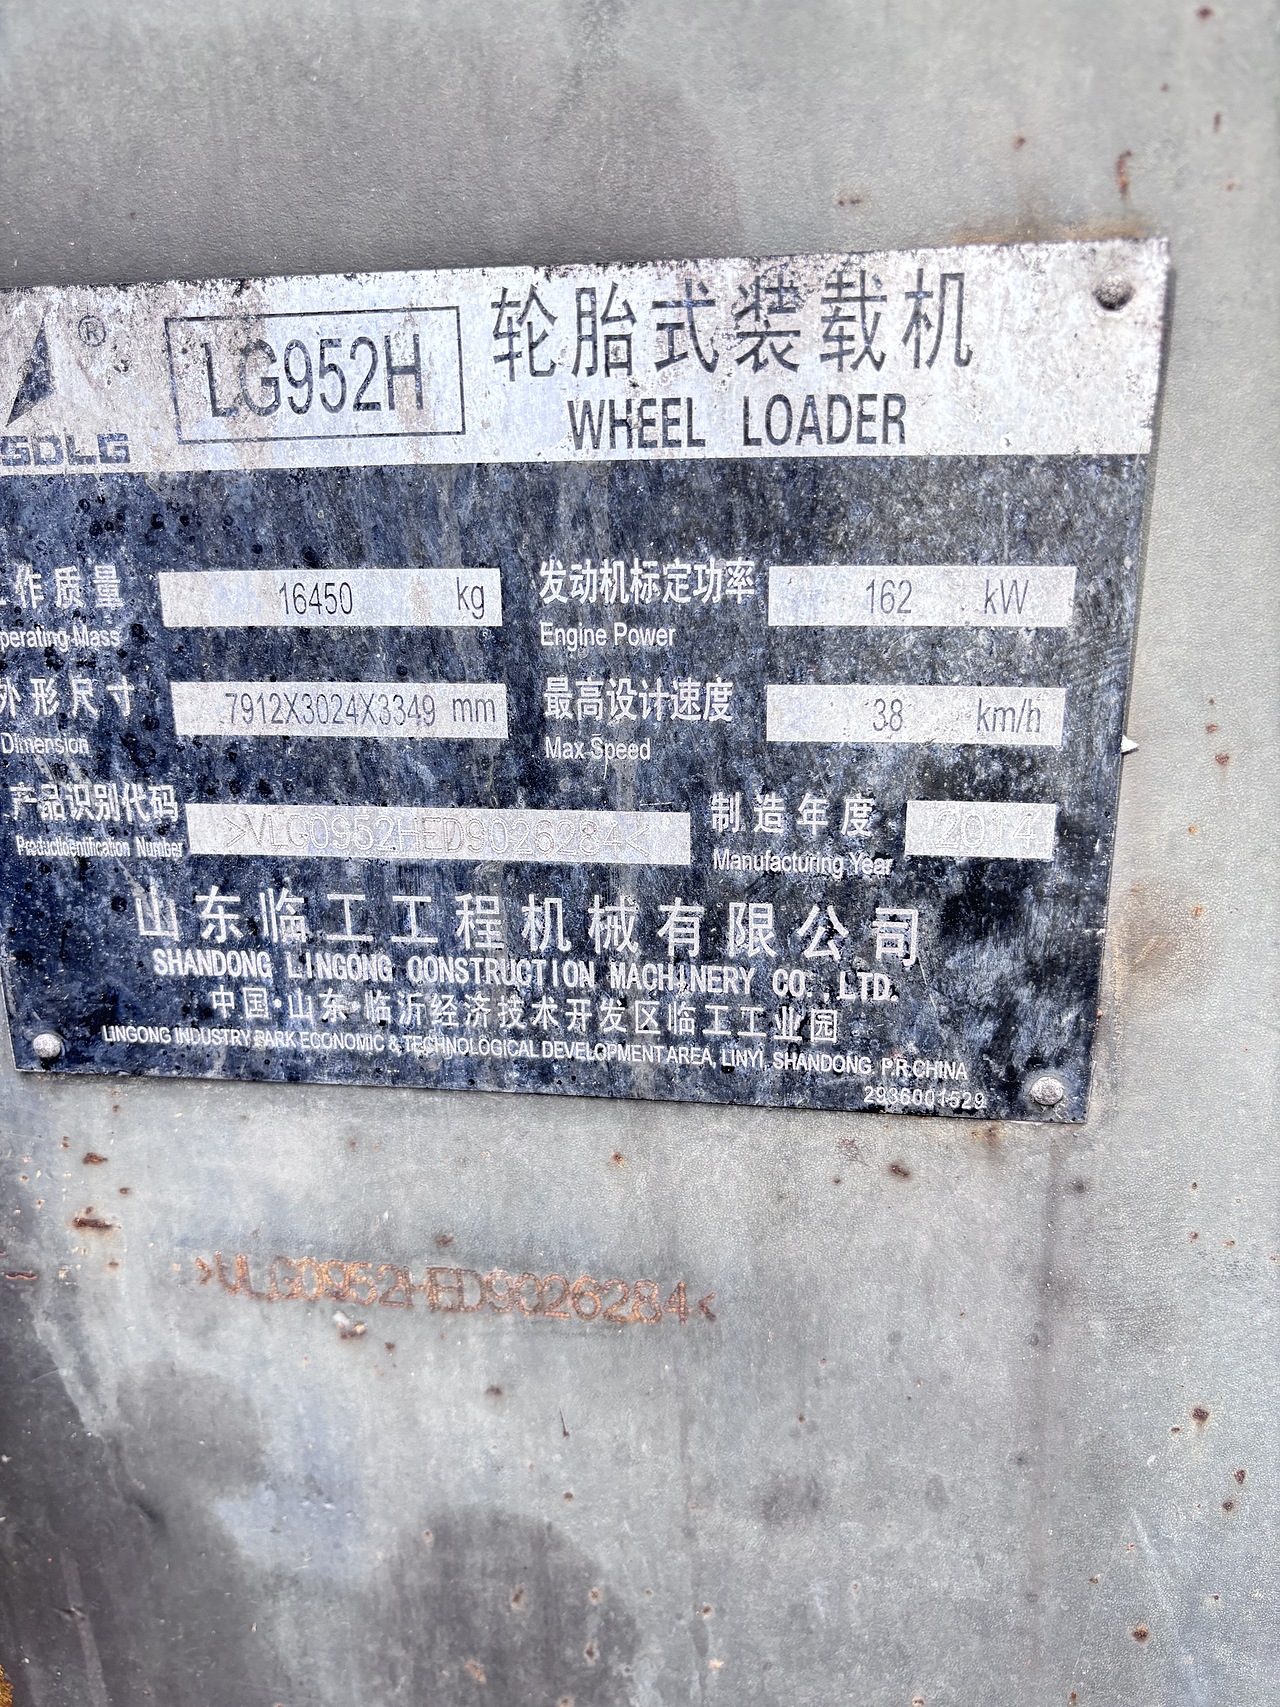 ®
SDLG
LG952H
轮胎式装载机
WHEEL LOADER
作质量 16450 kg 发动机标定功率 162 kW
perating Mass Engine Power
外形尺寸 7912X3024X3349 mm 最高设计速度 38 km/h
Dimension Max Speed
产品识别代码 >VLG0952HED9026284< 制造年度 2014
Productidentification Number Manufacturing Year
山东临工工程机械有限公司
SHANDONG LINGONG CONSTRUCTION MACHINERY CO.,LTD.
中国·山东·临沂经济技术开发区临工工业园
LINGONG INDUSTRY PARK ECONOMIC & TECHNOLOGICAL DEVELOPMENT AREA, LINYI, SHANDONG. P.R.CHINA
2936001529
>VLG0952HED9026284<